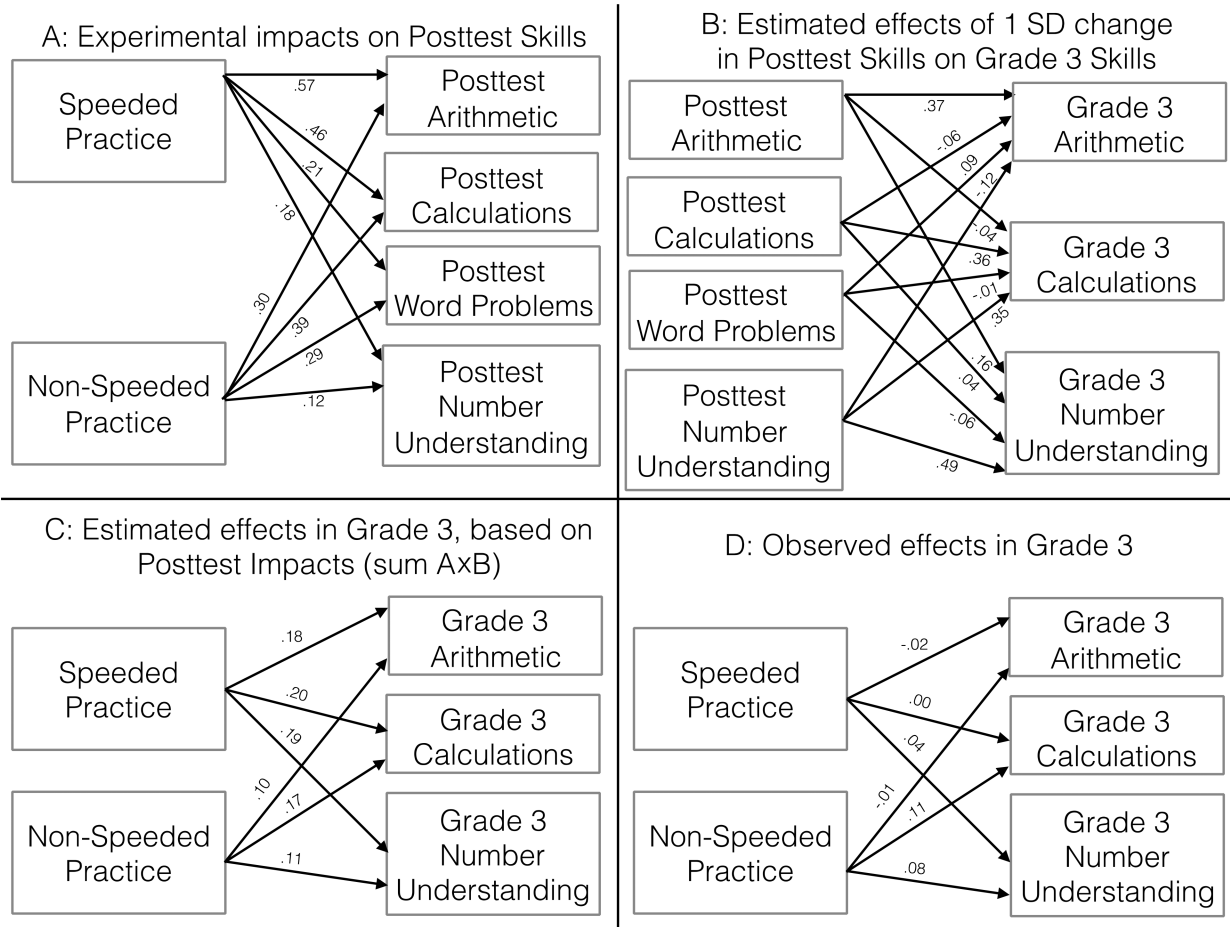 A: Experimental impacts on Posttest Skills
Speeded
Practice
Non-Speeded
Practice
.57
.46
.21
.18
.30
.39
.29
.12
Posttest
Arithmetic
Posttest
Calculations
Posttest
Word Problems
Posttest
Number
Understanding
B: Estimated effects of 1 SD change
in Posttest Skills on Grade 3 Skills
Posttest
Arithmetic
Posttest
Calculations
Posttest
Word Problems
Posttest
Number
Understanding
.37
-.06
.09
-.12
-.04
.36
-.01
.35
.16
.04
-.06
.49
Grade 3
Arithmetic
Grade 3
Calculations
Grade 3
Number
Understanding
C: Estimated effects in Grade 3, based on
Posttest Impacts (sum AxB)
Speeded
Practice
Non-Speeded
Practice
.18
.20
.19
.10
.17
.11
Grade 3
Arithmetic
Grade 3
Calculations
Grade 3
Number
Understanding
D: Observed effects in Grade 3
Speeded
Practice
Non-Speeded
Practice
-.02
.00
.04
-.01
.11
.08
Grade 3
Arithmetic
Grade 3
Calculations
Grade 3
Number
Understanding